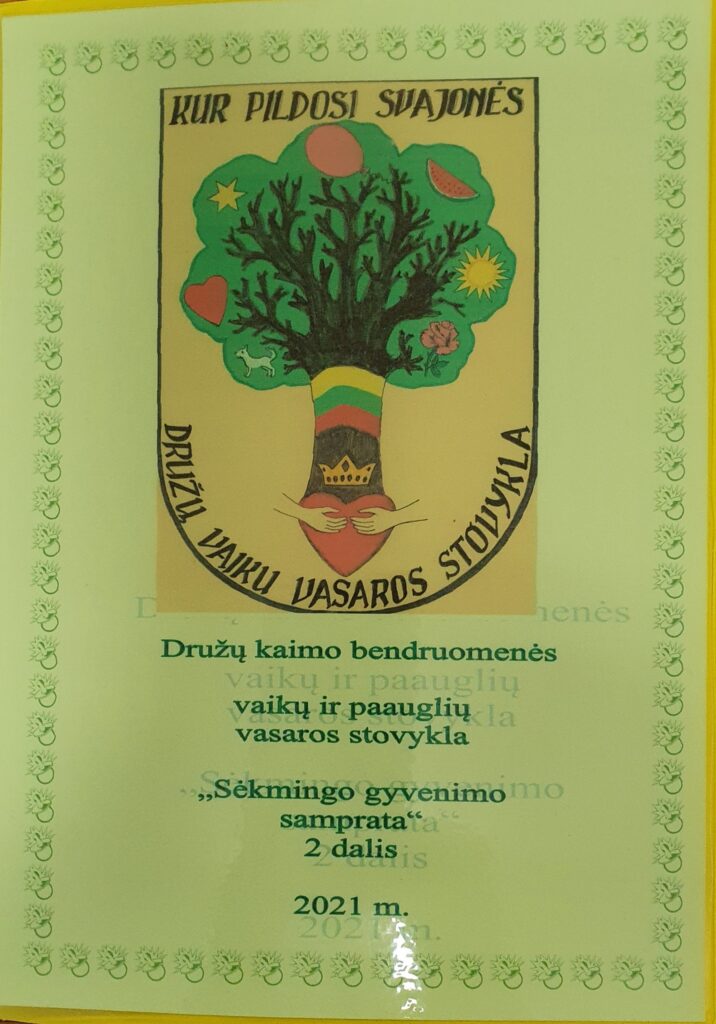 KUR PILDOSI SVAJONĖS
DRUŽŲ VAIKŲ VASAROS STOVYKLA
Družų kaimo bendruomenės
vaikų ir paauglių
vasaros stovykla
„Sėkmingo gyvenimo
samprata“
2 dalis
2021 m.